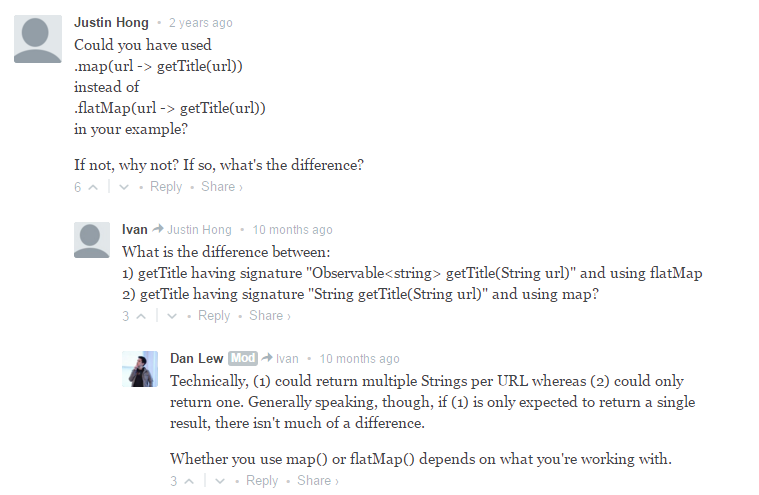 Justin Hong • 2 years ago
Could you have used
.map(url -> getTitle(url))
instead of
.flatMap(url -> getTitle(url))
in your example?
If not, why not? If so, what's the difference?
6 • Reply • Share ›
Ivan Justin Hong • 10 months ago
What is the difference between:
1) getTitle having signature "Observable<string> getTitle(String url)" and using flatMap
2) getTitle having signature "String getTitle(String url)" and using map?
3 • Reply • Share ›
Dan Lew Mod Ivan • 10 months ago
Technically, (1) could return multiple Strings per URL whereas (2) could only
return one. Generally speaking, though, if (1) is only expected to return a single
result, there isn't much of a difference.
Whether you use map() or flatMap() depends on what you're working with.
3 • Reply • Share ›